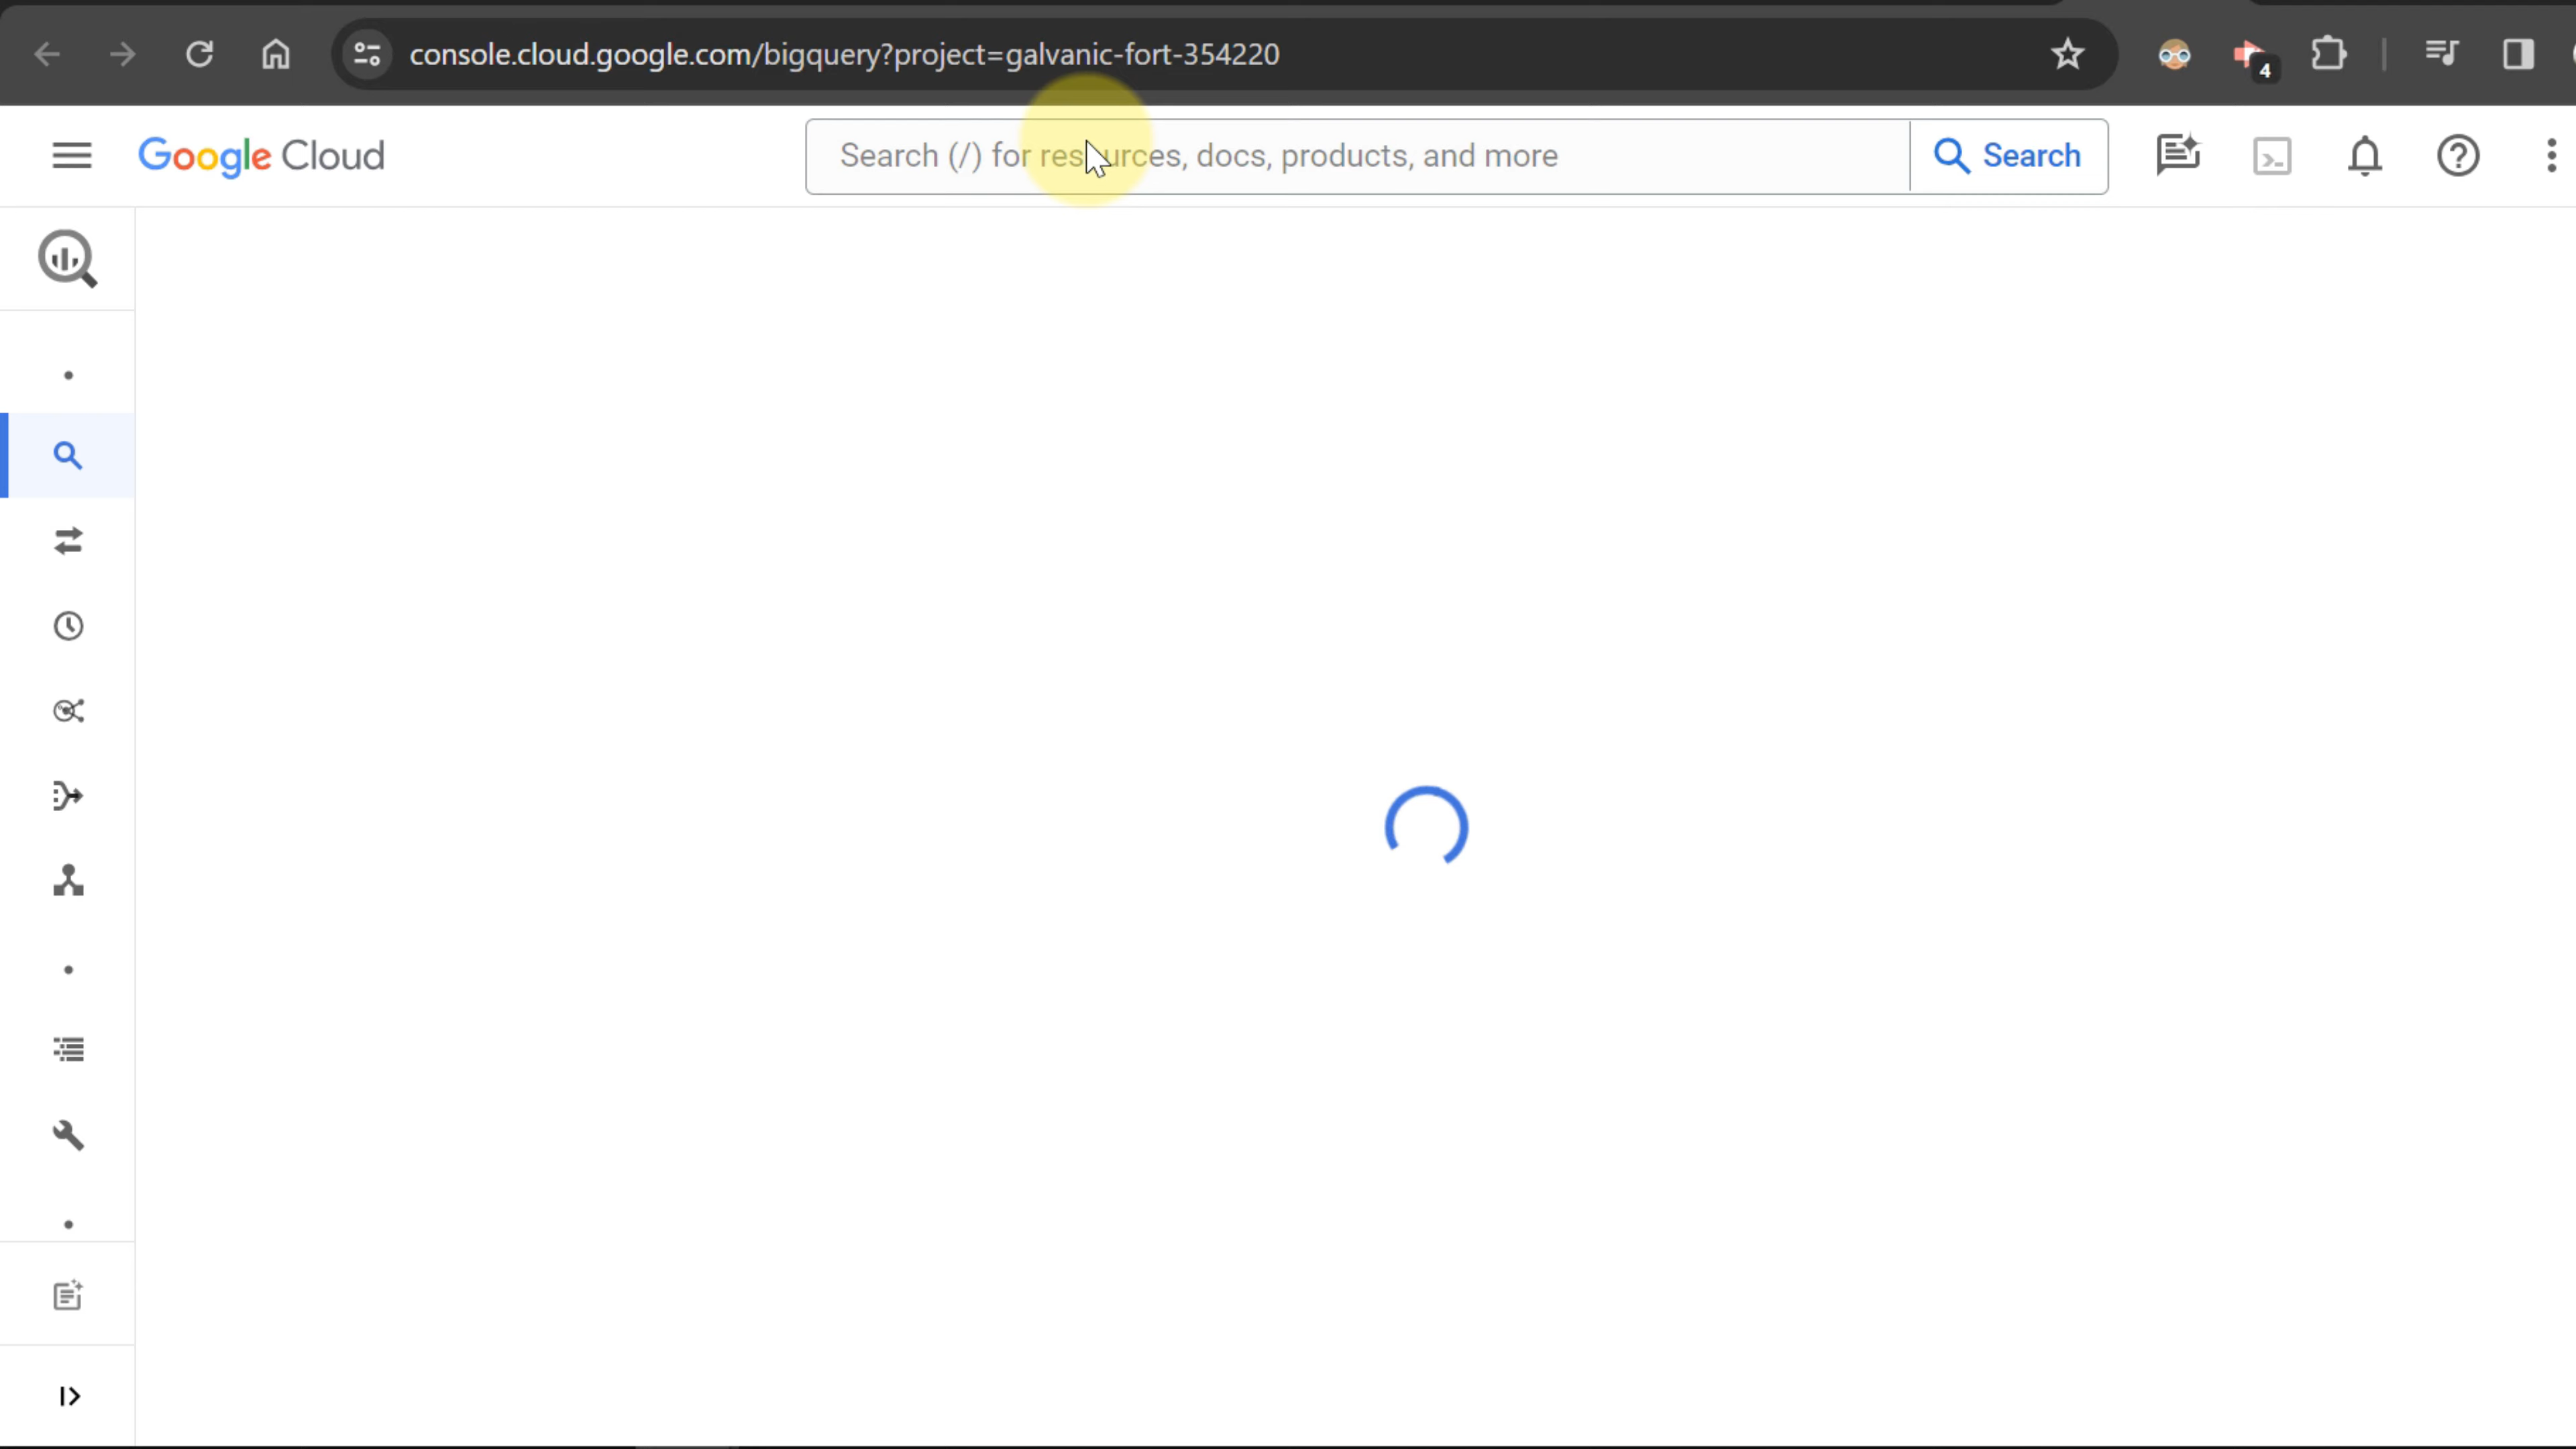 console.cloud.google.com/bigquery?project=galvanic-fort-354220
4
Google Cloud
Search (/) for resources, docs, products, and more
Search